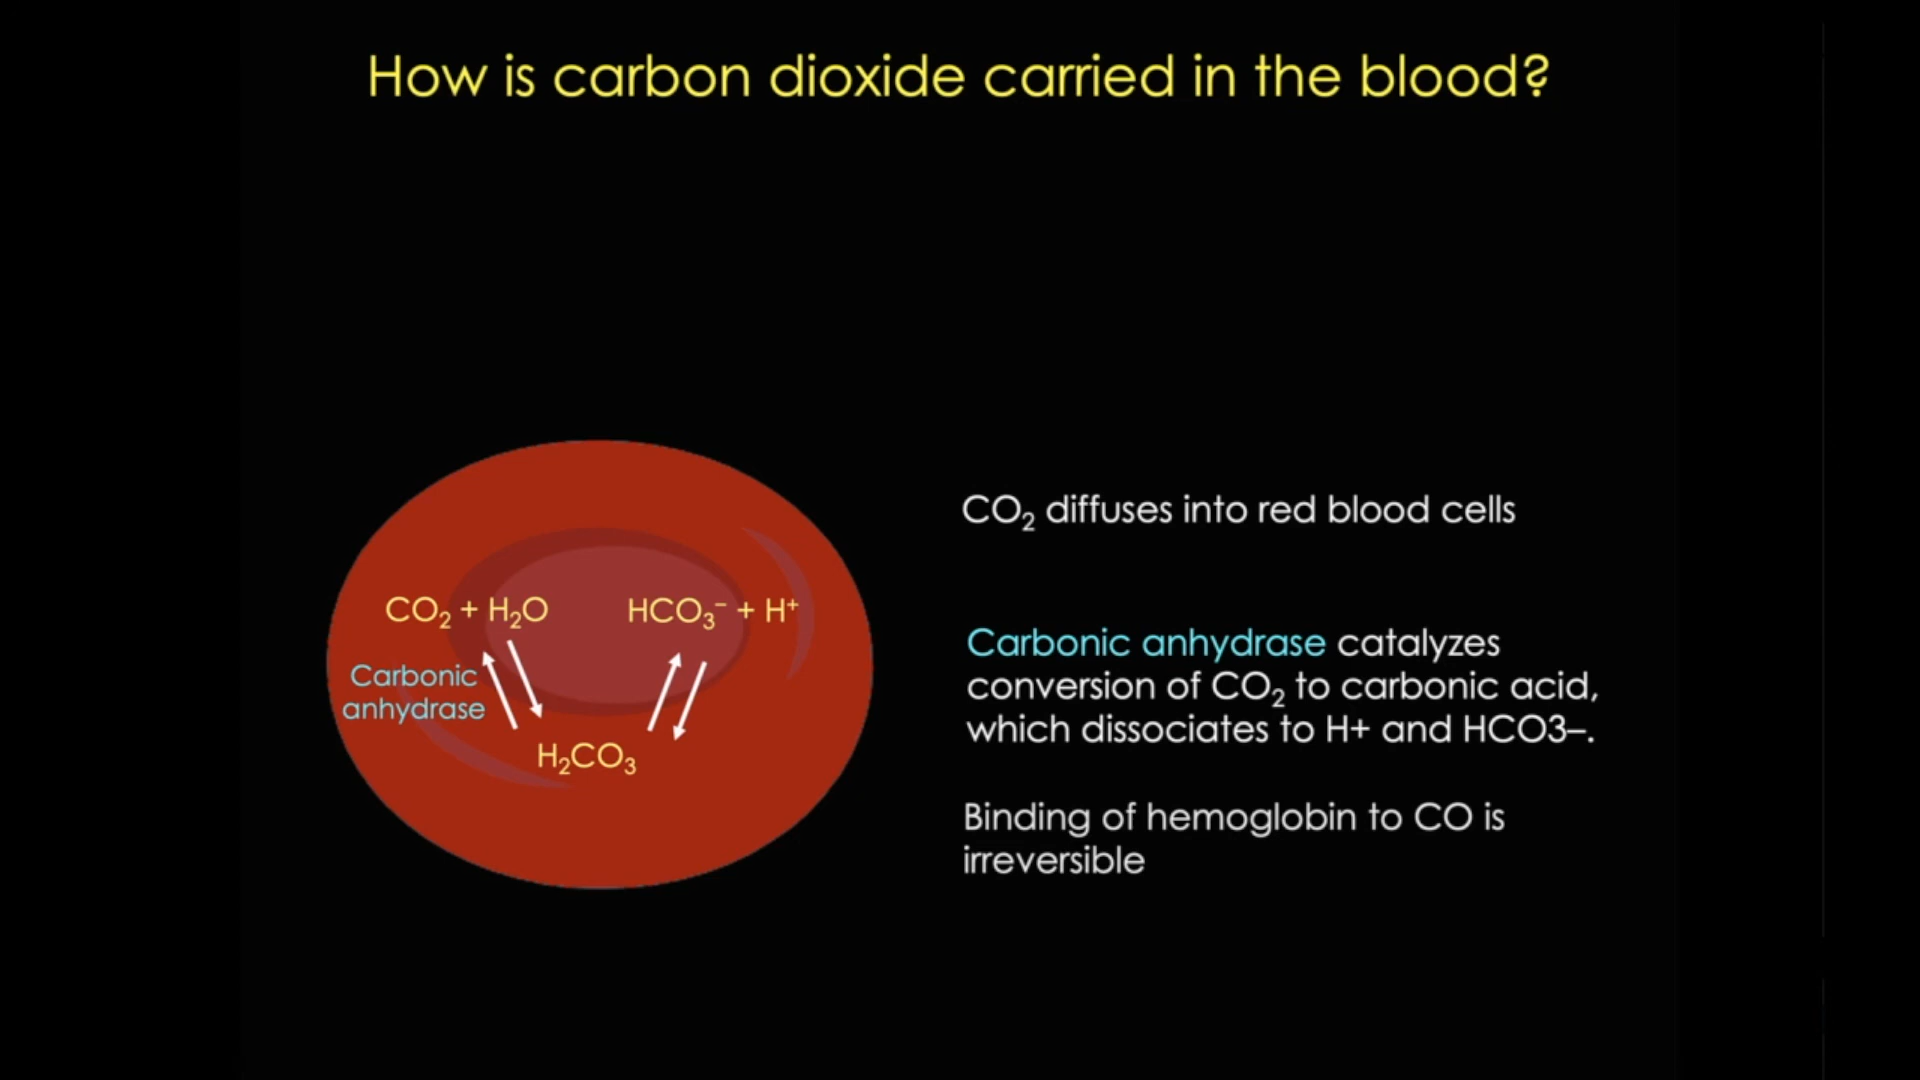 How is carbon dioxide carried in the blood?
CO₂ diffuses into red blood cells
CO₂ + H₂O
HCO₃⁻ + H⁺
Carbonic
anhydrase
H₂CO₃
Carbonic anhydrase catalyzes
conversion of CO₂ to carbonic acid,
which dissociates to H+ and HCO3–.
Binding of hemoglobin to CO is
irreversible